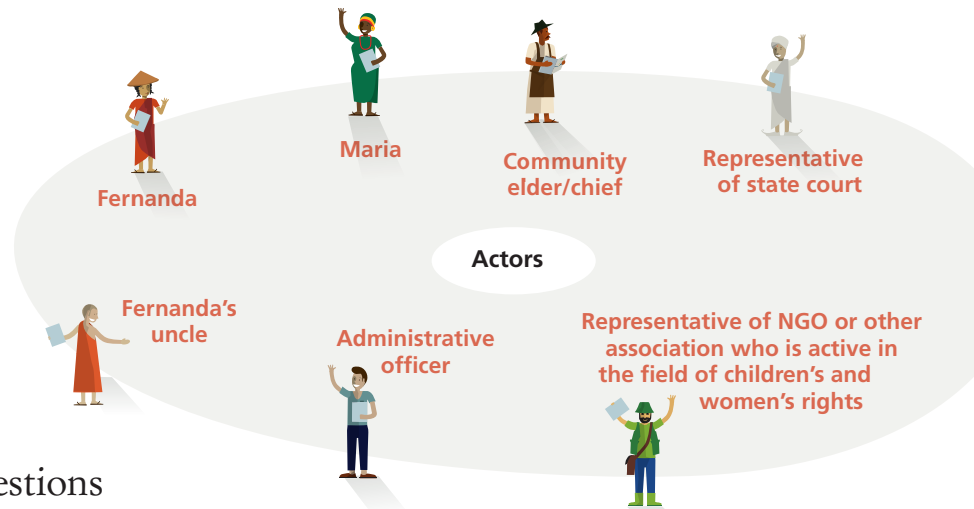 Fernanda
Maria
Community
elder/chief
Representative
of state court
Actors
Fernanda's
uncle
Administrative
officer
Representative of NGO or other
association who is active in
the field of children's and
women's rights
estions